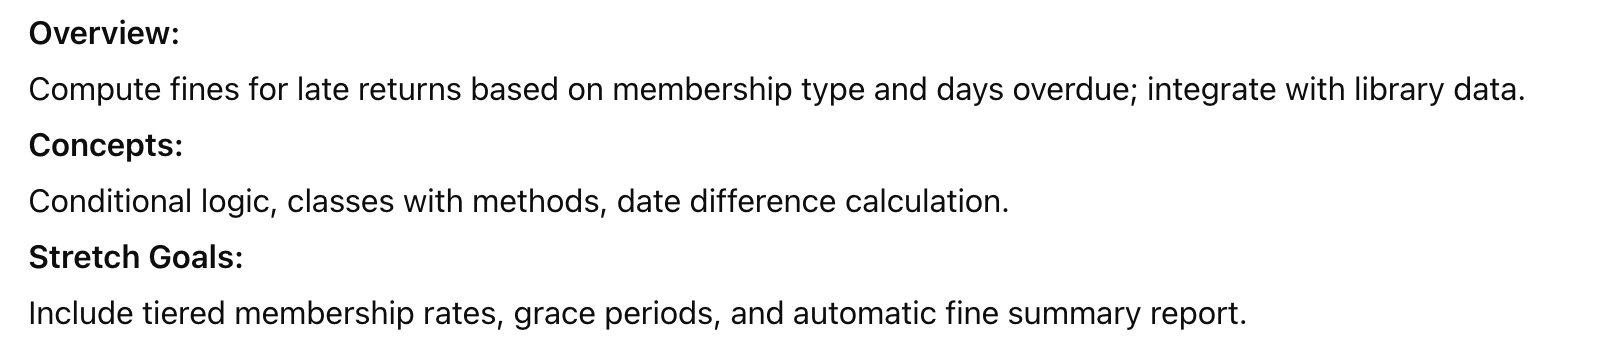 Overview:
Compute fines for late returns based on membership type and days overdue; integrate with library data.
Concepts:
Conditional logic, classes with methods, date difference calculation.
Stretch Goals:
Include tiered membership rates, grace periods, and automatic fine summary report.